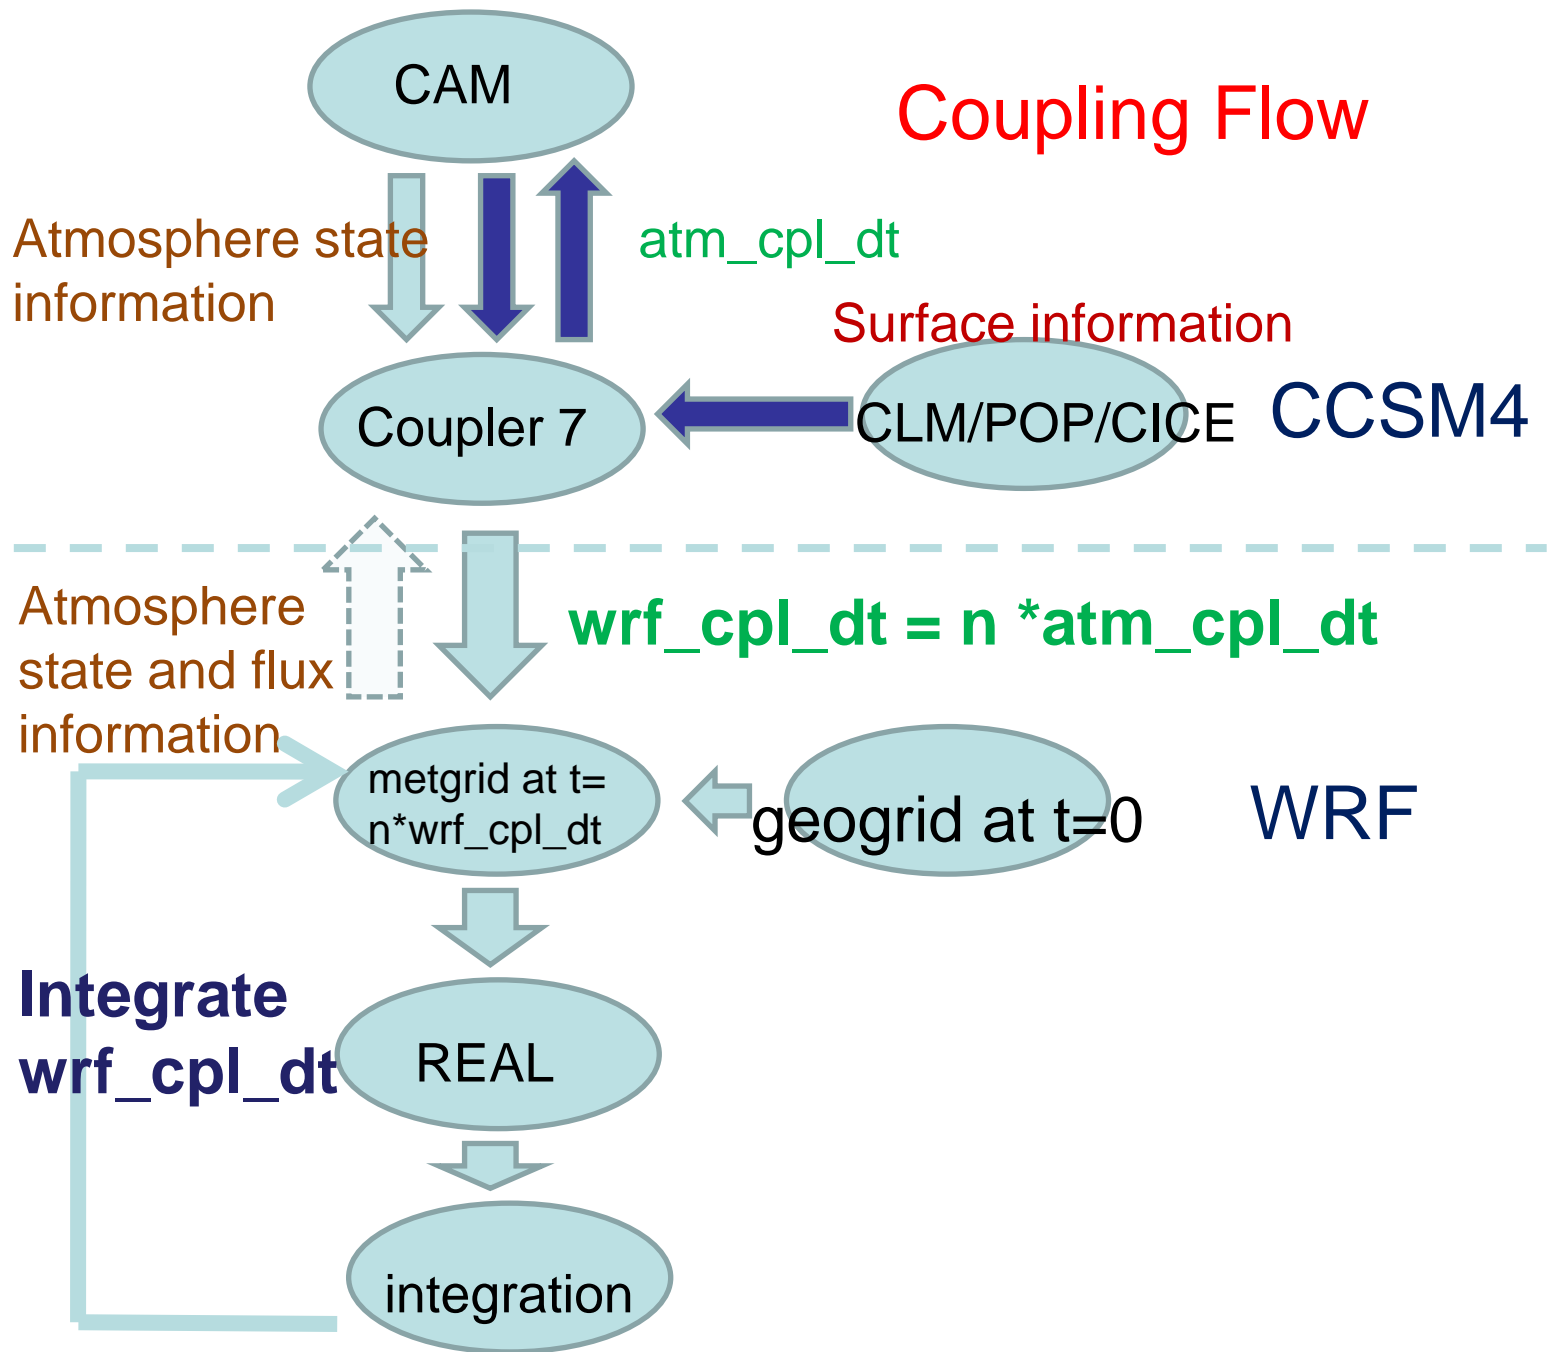 CAM
Coupling Flow
Atmosphere state
information
atm_cpl_dt
Surface information
Coupler 7
CLM/POP/CICE
CCSM4
Atmosphere
state and flux
information
wrf_cpl_dt = n *atm_cpl_dt
metgrid at t=
n*wrf_cpl_dt
geogrid at t=0
WRF
Integrate
wrf_cpl_dt
REAL
integration